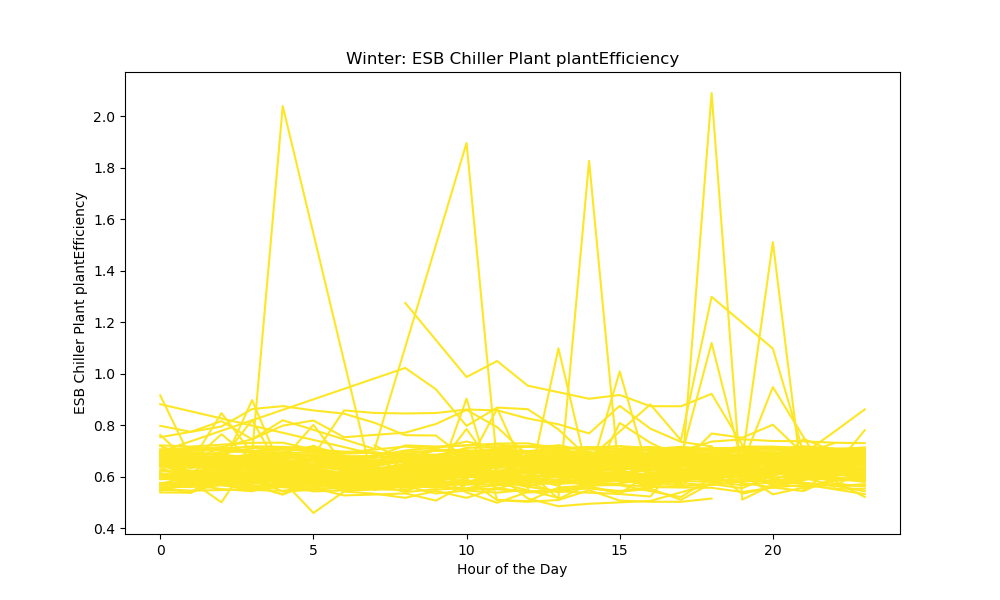 Winter: ESB Chiller Plant plantEfficiency
ESB Chiller Plant plantEfficiency
2.0
1.8
1.6
1.4
1.2
1.0
0.8
0.6
0.4
0 5 10 15 20
Hour of the Day